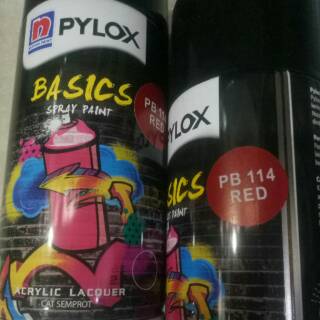 n
PYLOX
BASICS
SPRAY PAINT
PB 114
RED
ACRYLIC LACQUER
CAT SEMPROT
PYLOX
PB 114
RED